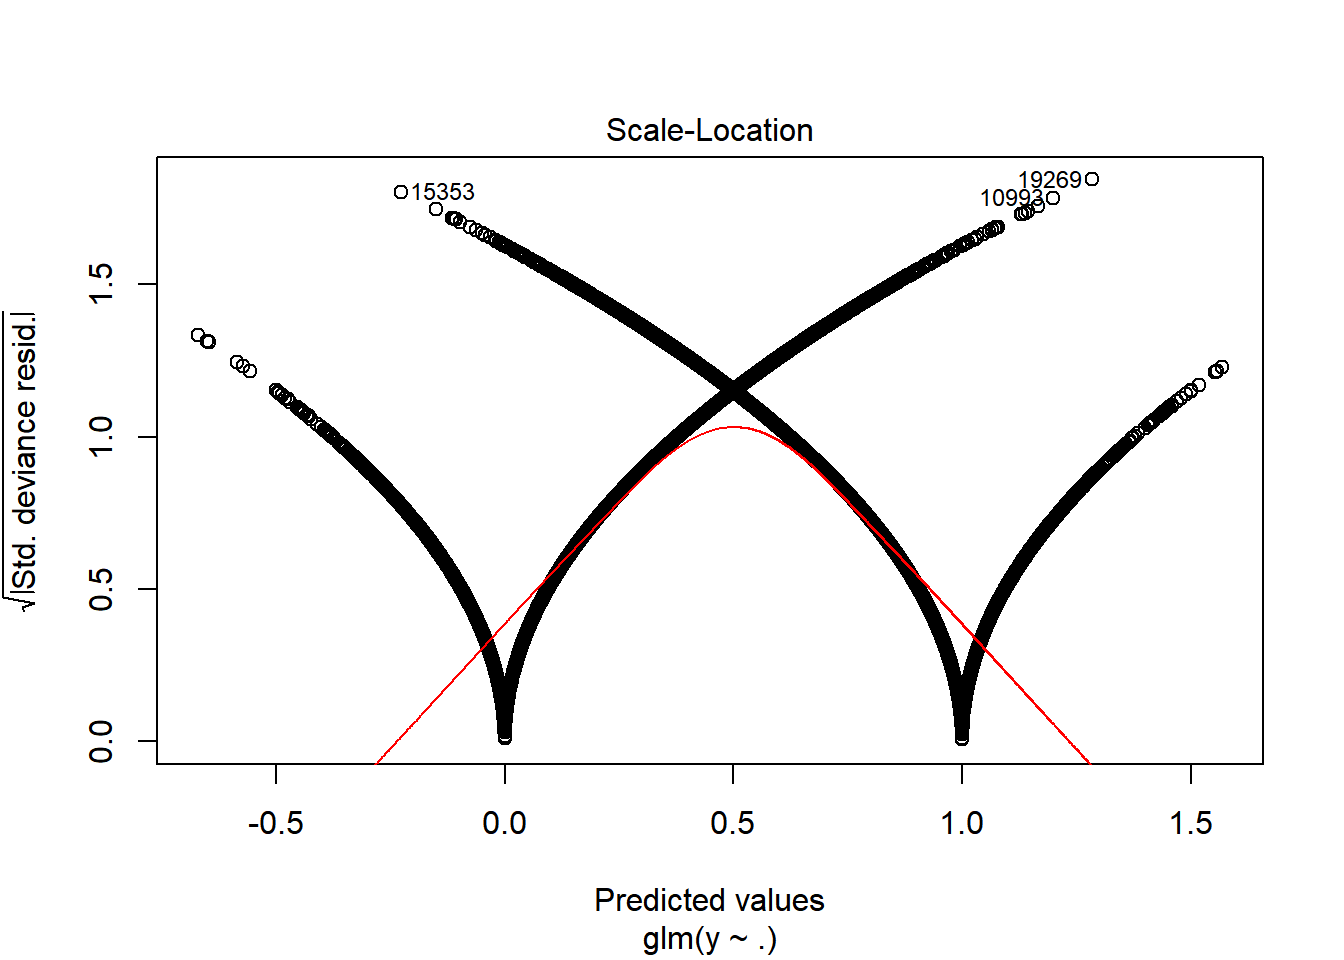 Scale-Location
15353
19269
10993
√|Std. deviance resid.|
0.0 0.5 1.0 1.5
-0.5 0.0 0.5 1.0 1.5
Predicted values
glm(y ~ .)